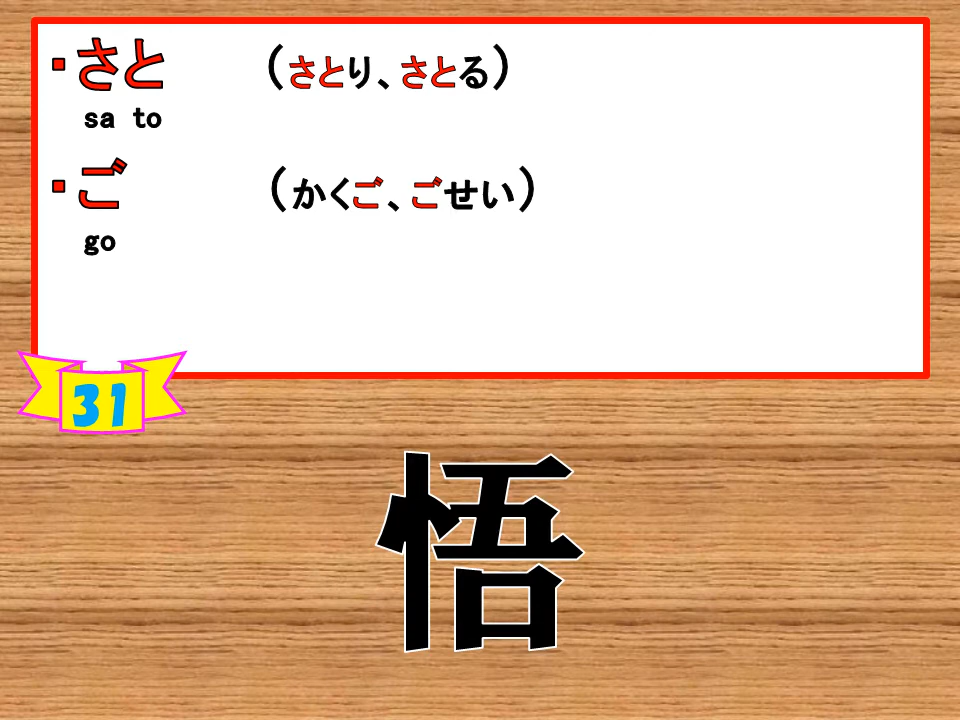 ・さと （さとり、さとる）
sa to
・ご （かくご、ごせい）
go
31
悟